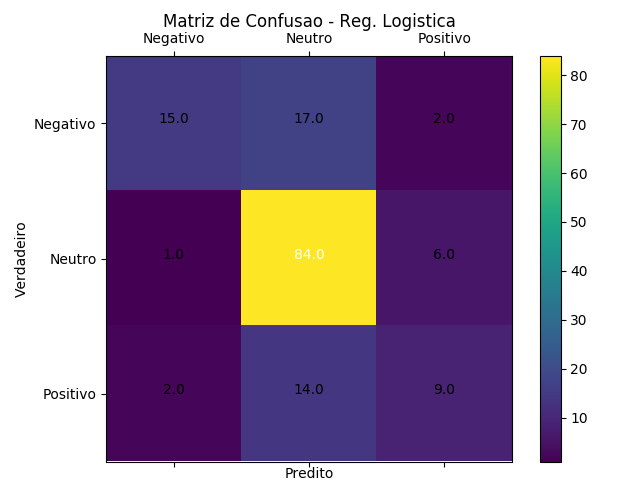 Matriz de Confusao - Reg. Logistica
Negativo Neutro Positivo
Negativo 15.0 17.0 2.0
Neutro 1.0 84.0 6.0
Positivo 2.0 14.0 9.0
Verdadeiro
Predito
80
70
60
50
40
30
20
10